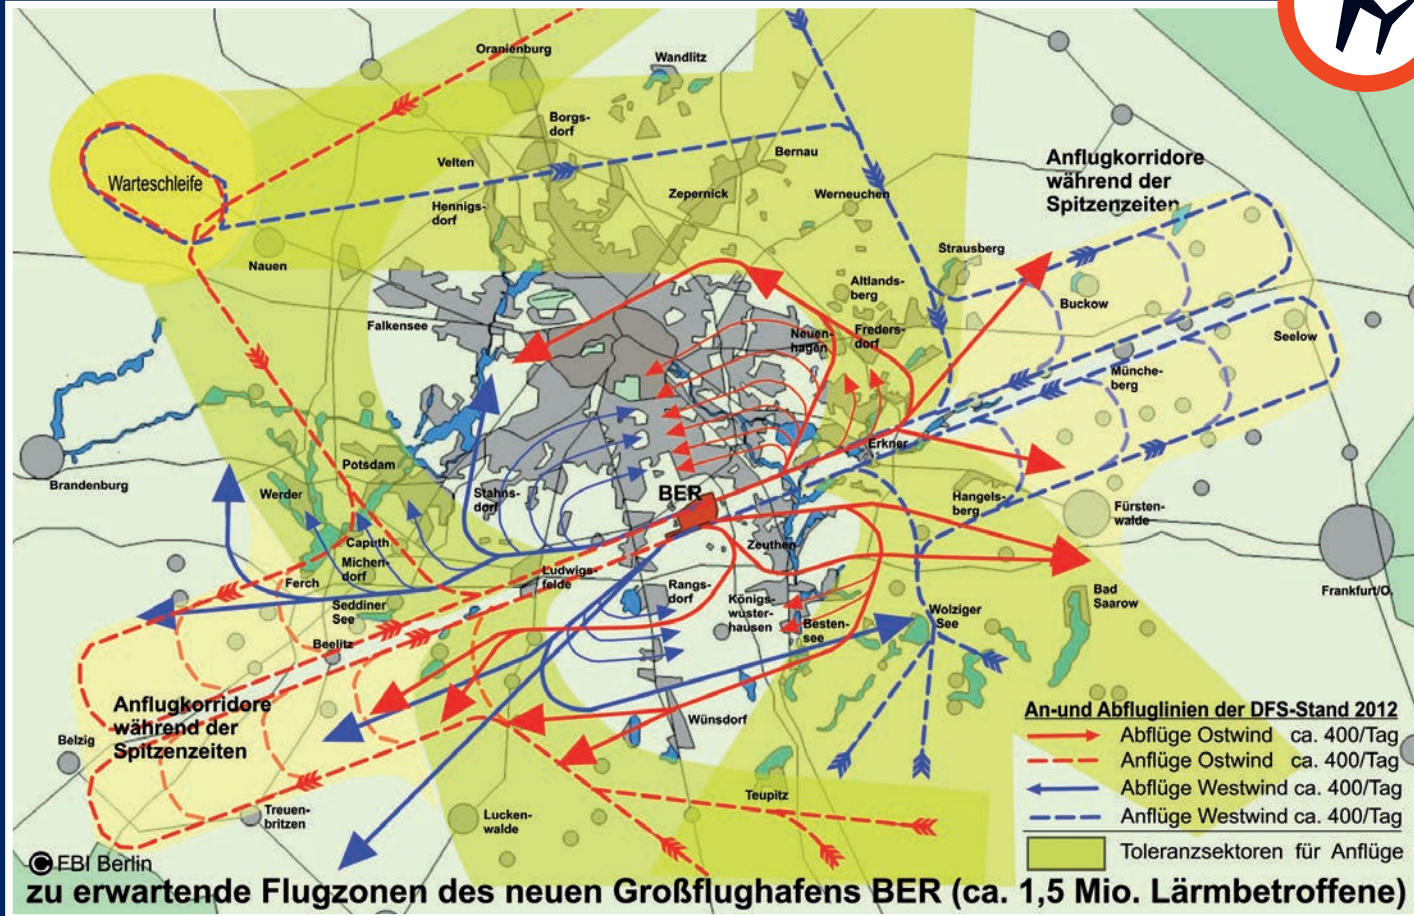 Oranienburg
Wandlitz
Borgs-
dorf
Velten
Bernau
Anflugkorridore
während der
Spitzenzeiten
Warteschleife
Zepernick
Werneuchen
Hennigs-
dorf
Strausberg
Nauen
Altlands-
berg
Buckow
Falkensee
Neuen-
hagen
Freders-
dorf
Seelow
Münche-
berg
Erkner
Potsdam
Brandenburg
Werder
Stahns-
dorf
BER
Hangels-
berg
Fürsten-
walde
Caputh
Zeuthen
Michen-
dorf
Ferch
Ludwigs-
felde
Rangs-
dorf
Königs-
wuster-
hausen
Bad
Saarow
Frankfurt/O.
Seddiner
See
Wolziger
See
Besten-
see
Beelitz
Anflugkorridore
während der
Spitzenzeiten
Wünsdorf
Belzig
An-und Abfluglinien der DFS-Stand 2012
Abflüge Ostwind ca. 400/Tag
Anflüge Ostwind ca. 400/Tag
Abflüge Westwind ca. 400/Tag
Anflüge Westwind ca. 400/Tag
Toleranzsektoren für Anflüge
Teupitz
Treuen-
britzen
Lucken-
walde
© FBI Berlin
zu erwartende Flugzonen des neuen Großflughafens BER (ca. 1,5 Mio. Lärmbetroffene)